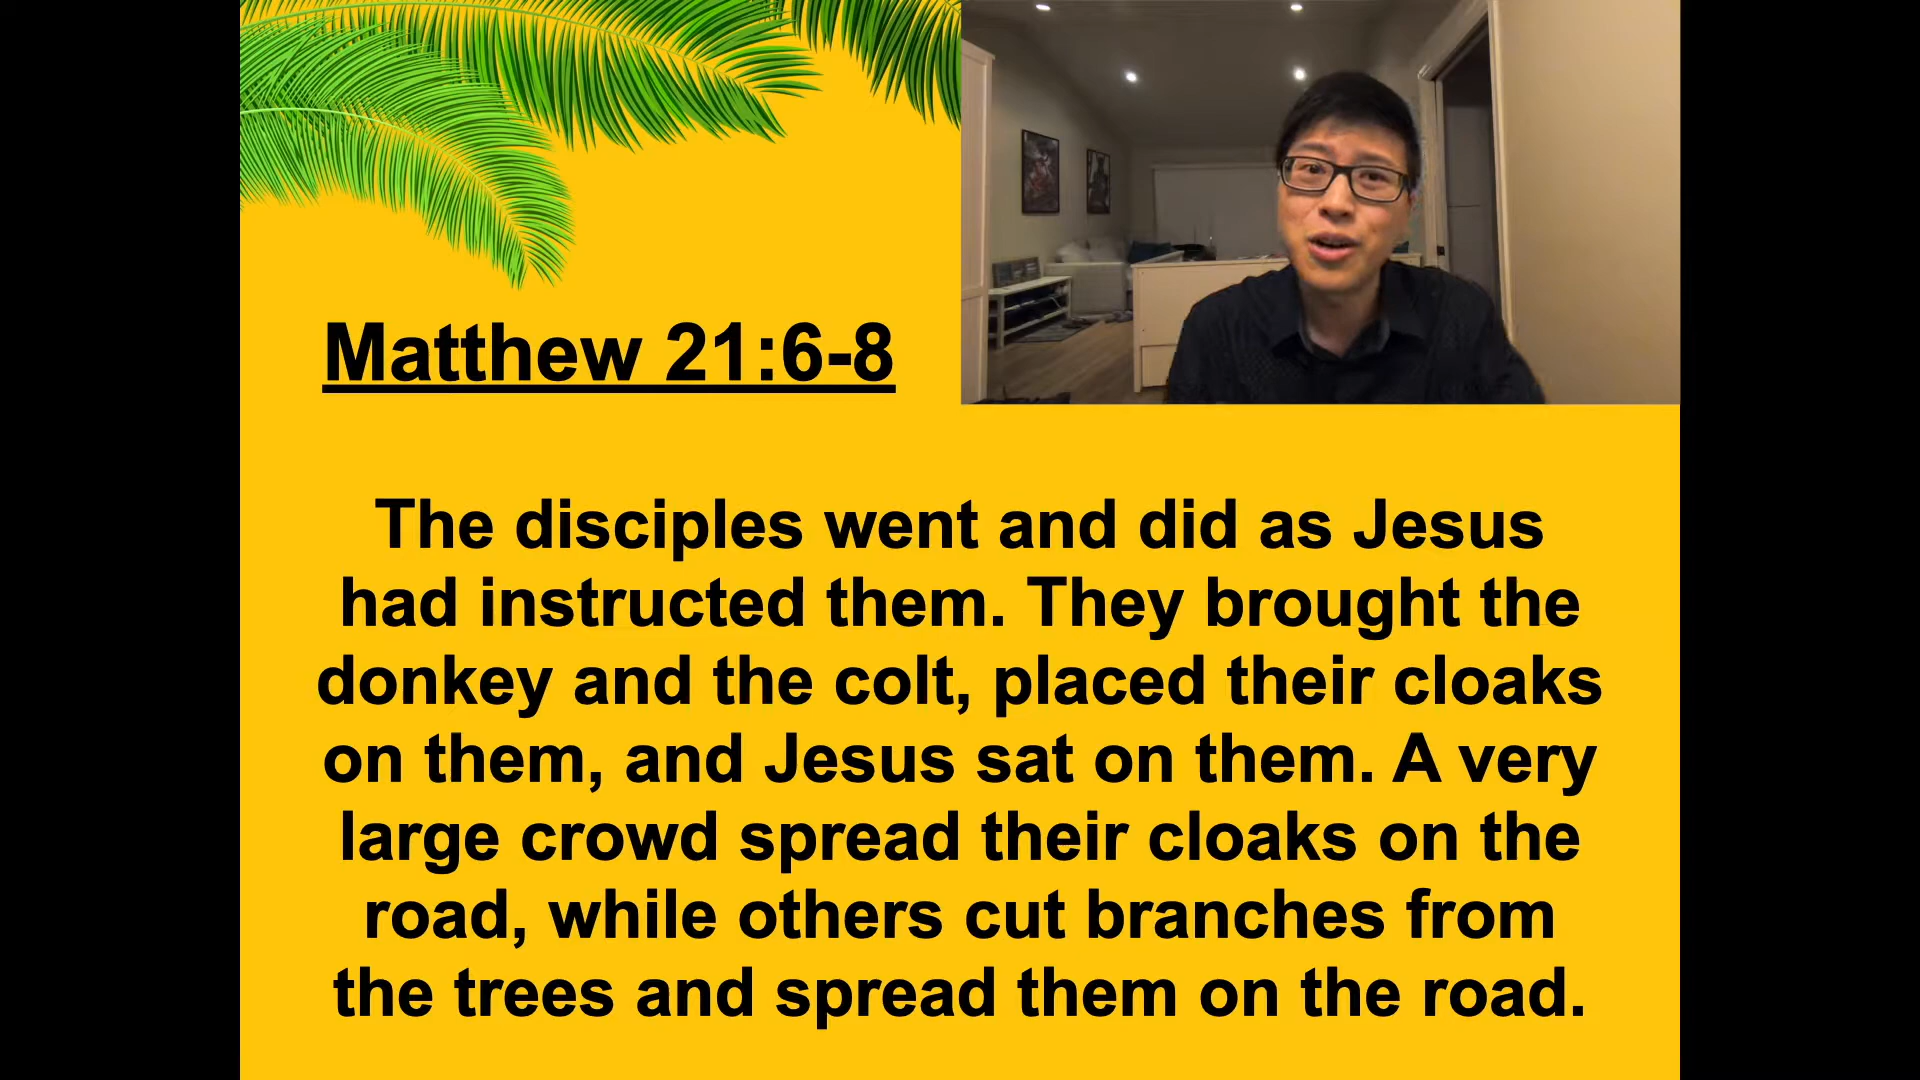 Matthew 21:6-8
The disciples went and did as Jesus
had instructed them. They brought the
donkey and the colt, placed their cloaks
on them, and Jesus sat on them. A very
large crowd spread their cloaks on the
road, while others cut branches from
the trees and spread them on the road.